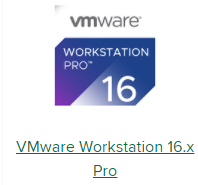 vmware®
WORKSTATION
PRO™
16
VMware Workstation 16.x
Pro